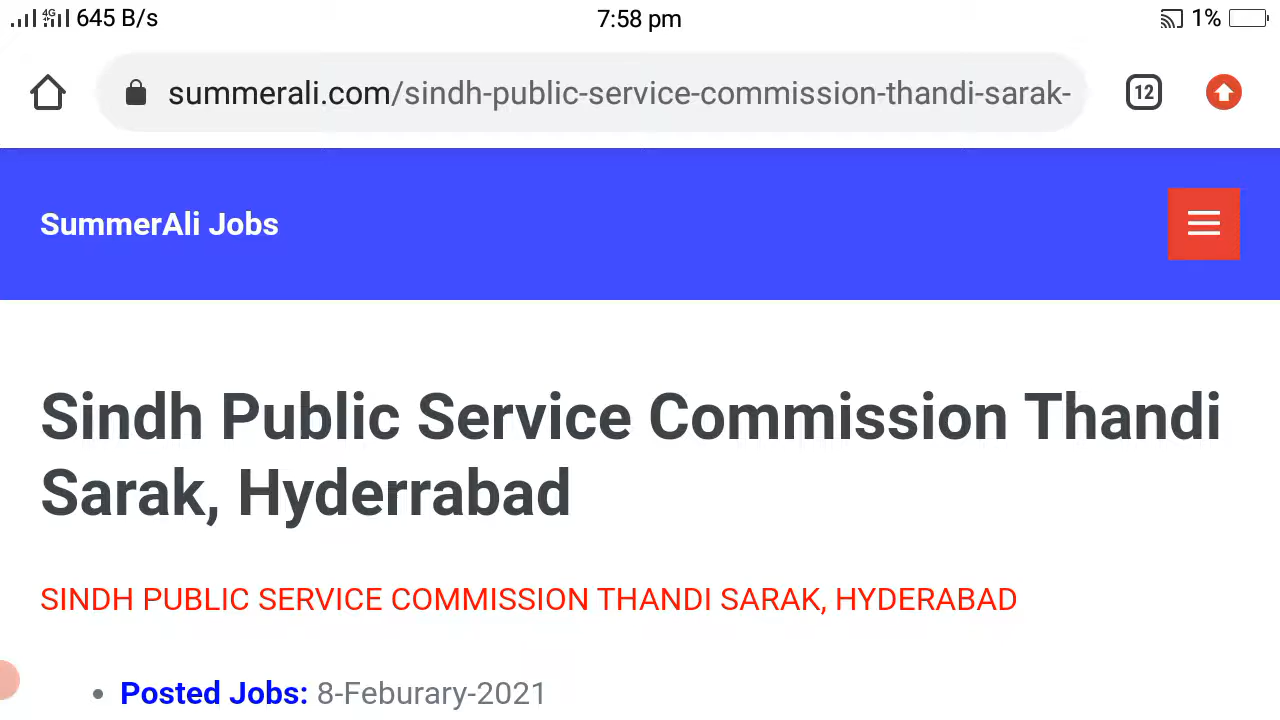 4G 645 B/s 7:58 pm 1%
summerali.com/sindh-public-service-commission-thandi-sarak- 12
SummerAli Jobs
Sindh Public Service Commission Thandi
Sarak, Hyderrabad
SINDH PUBLIC SERVICE COMMISSION THANDI SARAK, HYDERABAD
• Posted Jobs: 8-Feburary-2021